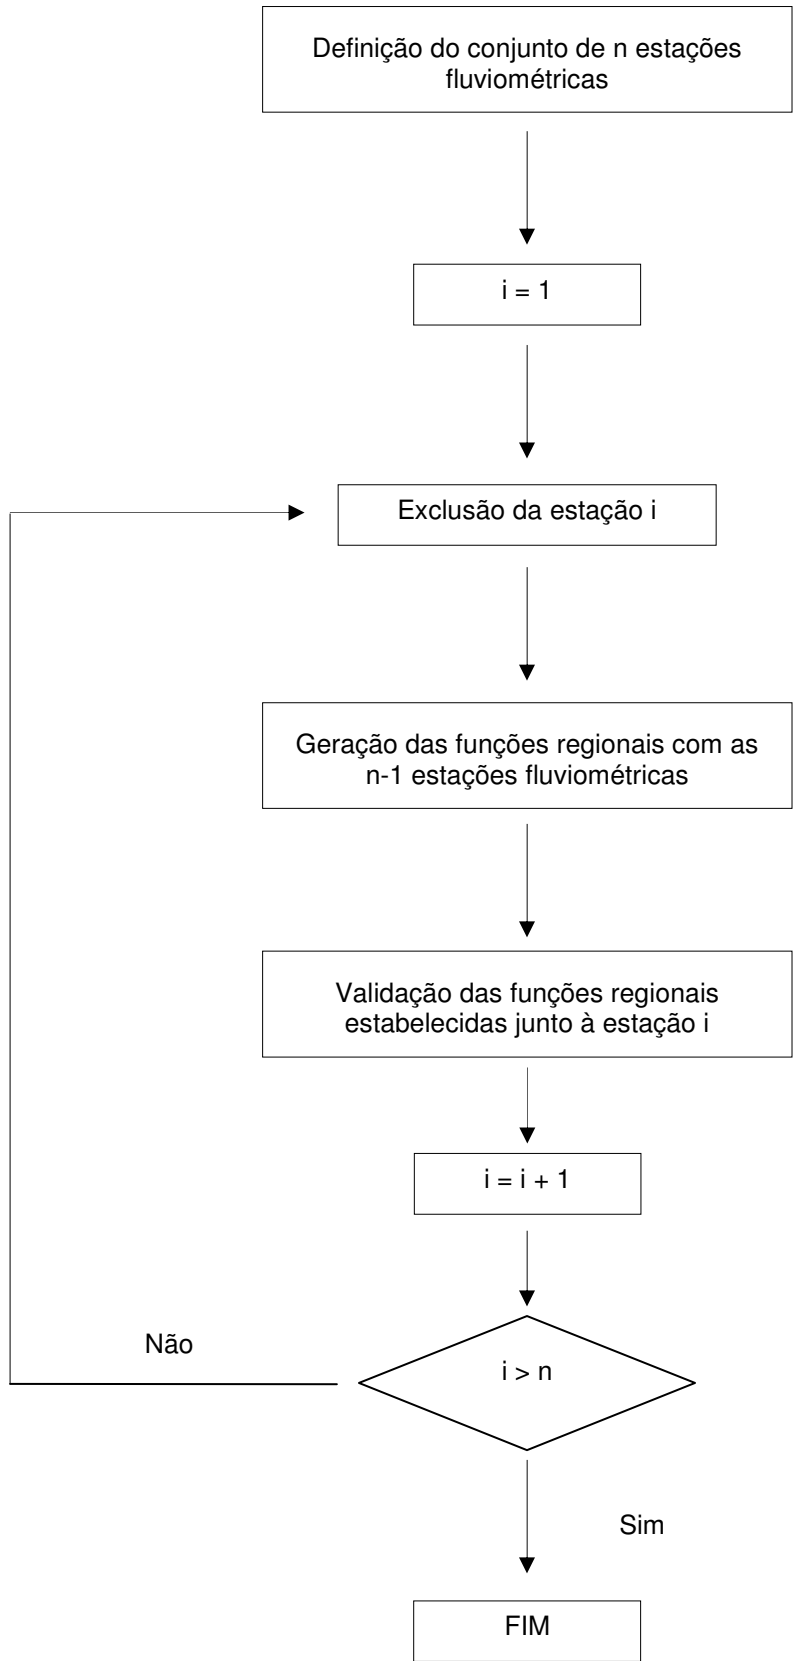 Definição do conjunto de n estações
fluviométricas
i = 1
Exclusão da estação i
Geração das funções regionais com as
n-1 estações fluviométricas
Validação das funções regionais
estabelecidas junto à estação i
i = i + 1
Não
i > n
Sim
FIM